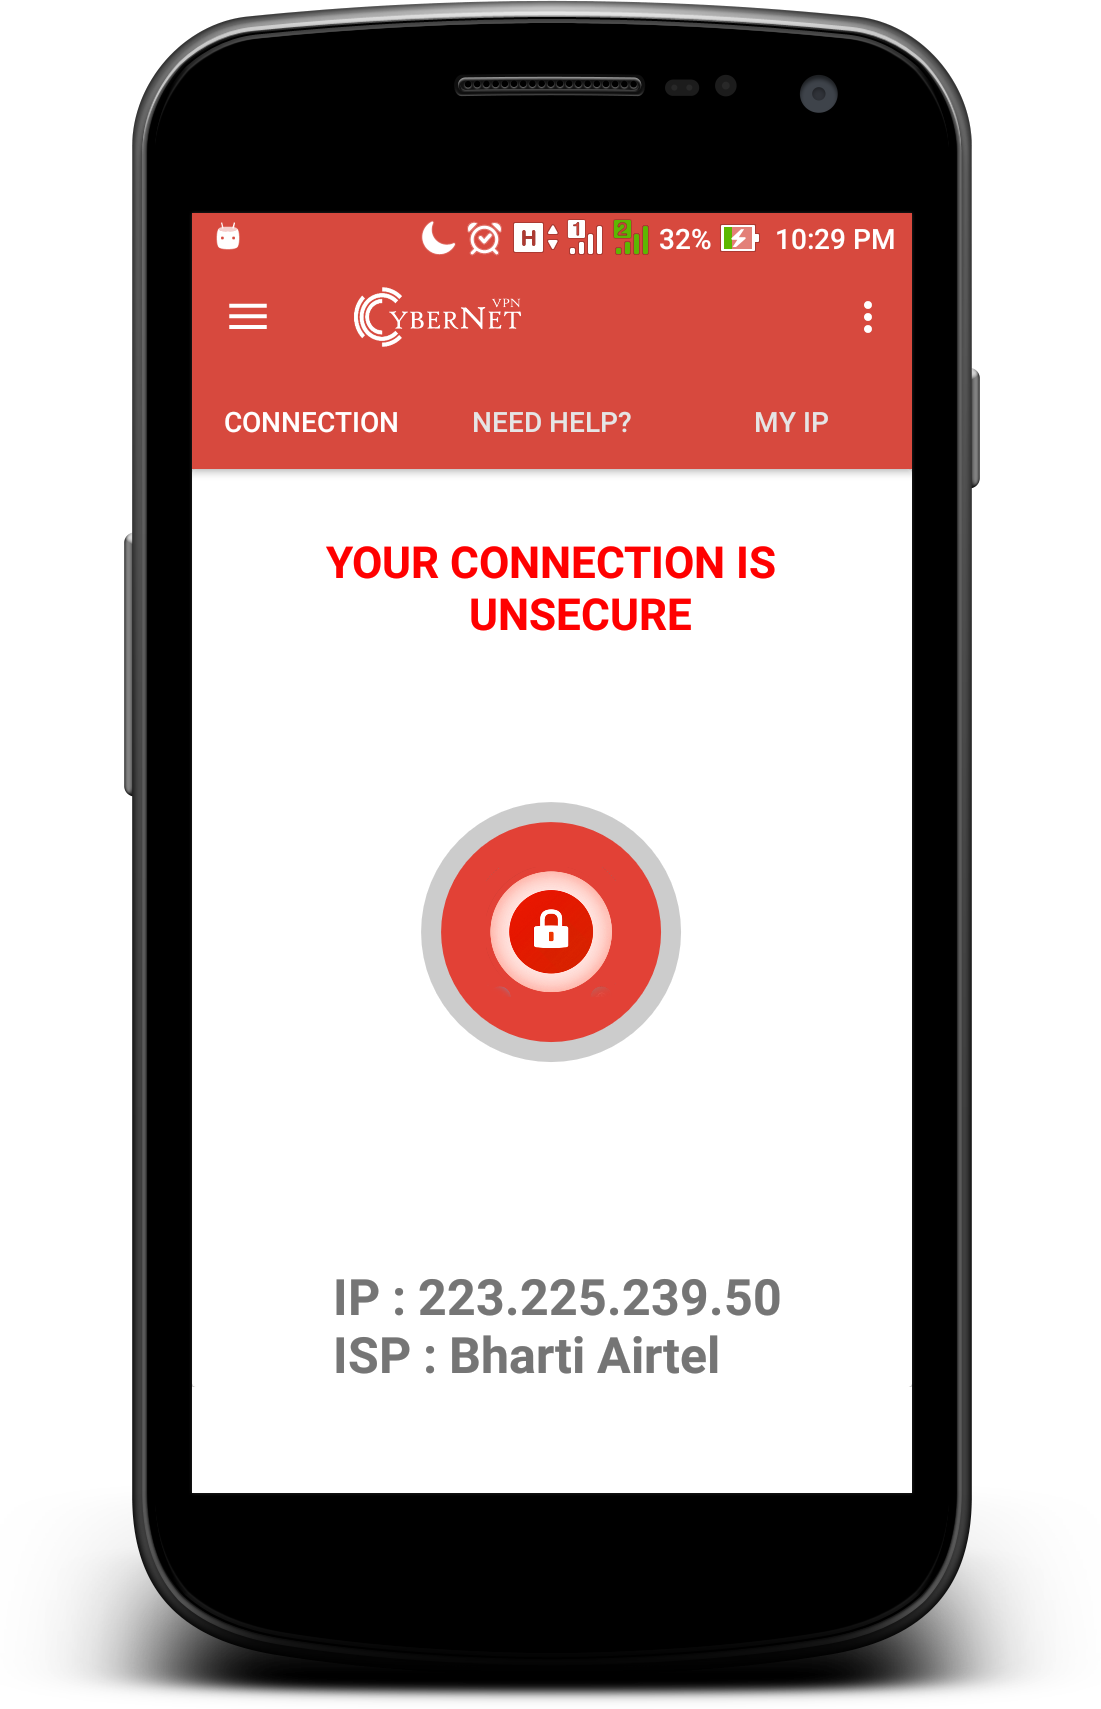 H 1 2 32% 10:29 PM
CYBERNET VPN
CONNECTION NEED HELP? MY IP
YOUR CONNECTION IS
UNSECURE
IP : 223.225.239.50
ISP : Bharti Airtel